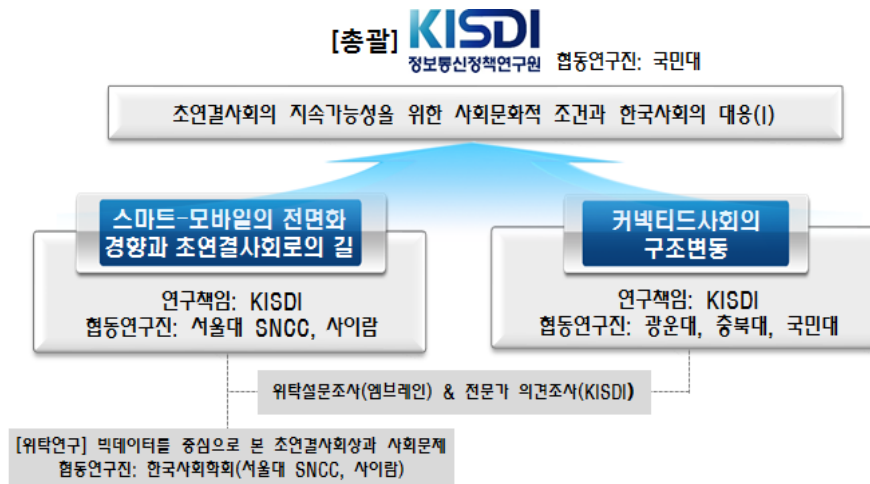 [총괄] KISDI
정보통신정책연구원 협동연구진: 국민대
초연결사회의 지속가능성을 위한 사회문화적 조건과 한국사회의 대응(I)
스마트-모바일의 전면화
경향과 초연결사회로의 길
연구책임: KISDI
협동연구진: 서울대 SNCC, 사이람
커넥티드사회의
구조변동
연구책임: KISDI
협동연구진: 광운대, 충북대, 국민대
위탁설문조사(엠브레인) & 전문가 의견조사(KISDI)
[위탁연구] 빅데이터를 중심으로 본 초연결사회상과 사회문제
협동연구진: 한국사회학회(서울대 SNCC, 사이람)